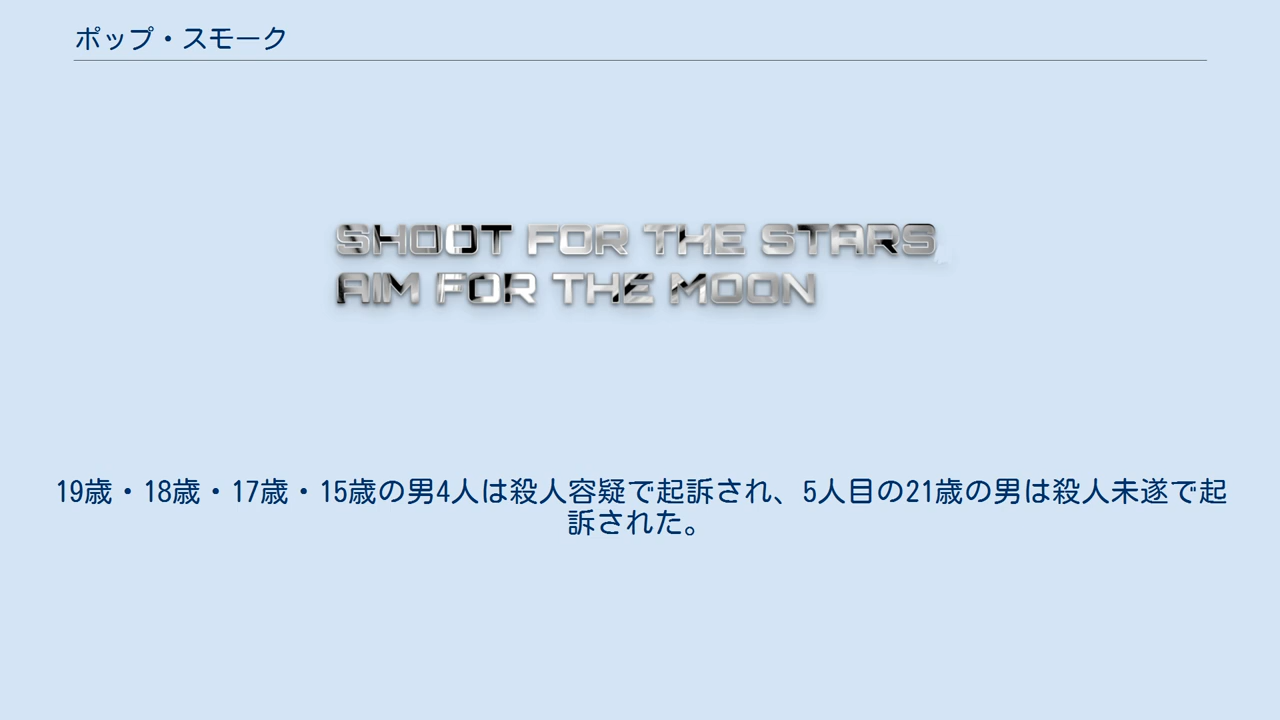 ポップ・スモーク
SHOOT FOR THE STARS
AIM FOR THE MOON
19歳・18歳・17歳・15歳の男4人は殺人容疑で起訴され、5人目の21歳の男は殺人未遂で起
訴された。